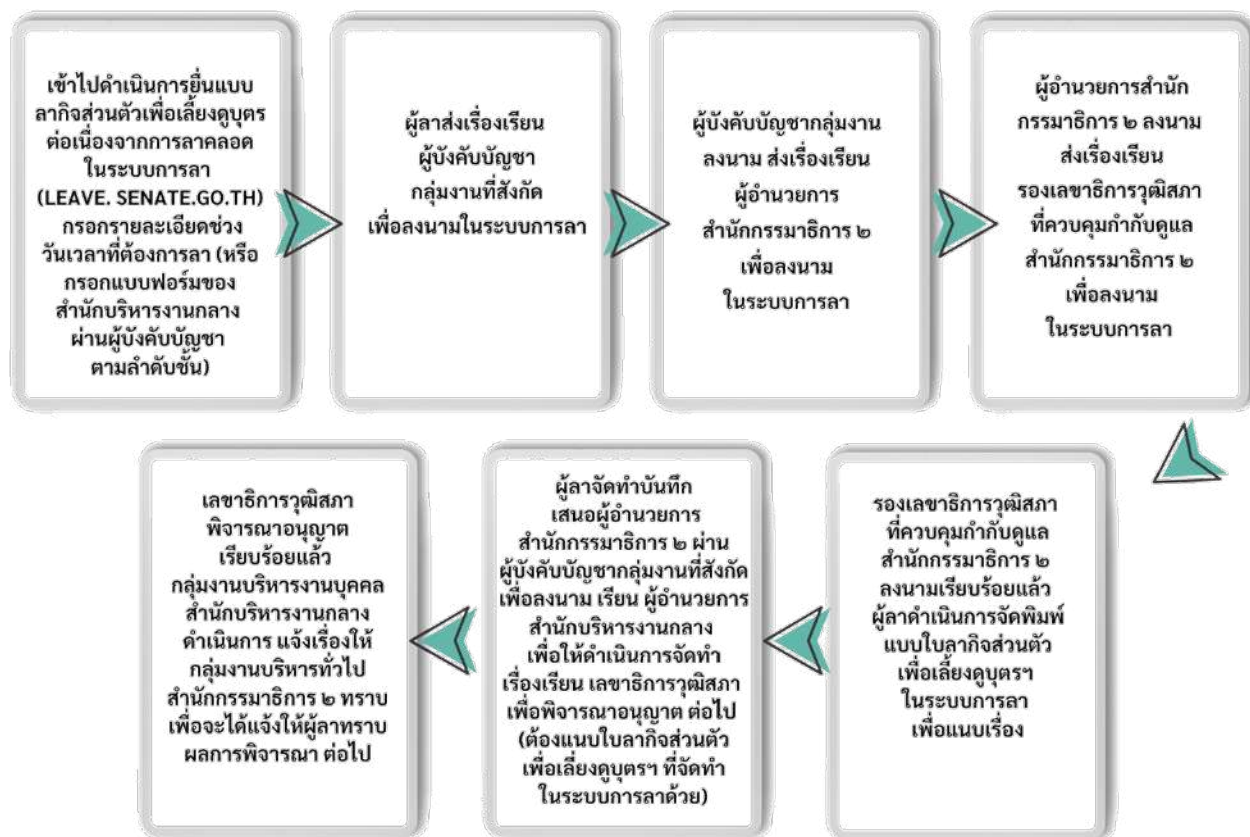 เข้าไปดำเนินการยื่นแบบ
ลากิจส่วนตัวเพื่อเลี้ยงดูบุตร
ต่อเนื่องจากการลาคลอด
ในระบบการลา
(LEAVE. SENATE.GO.TH)
กรอกรายละเอียดช่วง
วันเวลาที่ต้องการลา (หรือ
กรอกแบบฟอร์มของ
สำนักบริหารงานกลาง
ผ่านผู้บังคับบัญชา
ตามลำดับชั้น)
ผู้ลาส่งเรื่องเรียน
ผู้บังคับบัญชา
กลุ่มงานที่สังกัด
เพื่อลงนามในระบบการลา
ผู้บังคับบัญชากลุ่มงาน
ลงนาม ส่งเรื่องเรียน
ผู้อำนวยการ
สำนักกรรมาธิการ ๒
เพื่อลงนาม
ในระบบการลา
ผู้อำนวยการสำนัก
กรรมาธิการ ๒ ลงนาม
ส่งเรื่องเรียน
รองเลขาธิการวุฒิสภา
ที่ควบคุมกำกับดูแล
สำนักกรรมาธิการ ๒
เพื่อลงนาม
ในระบบการลา
รองเลขาธิการวุฒิสภา
ที่ควบคุมกำกับดูแล
สำนักกรรมาธิการ ๒
ลงนามเรียบร้อยแล้ว
ผู้ลาดำเนินการจัดพิมพ์
แบบใบลากิจส่วนตัว
เพื่อเลี้ยงดูบุตรฯ
ในระบบการลา
เพื่อแนบเรื่อง
ผู้ลาจัดทำบันทึก
เสนอผู้อำนวยการ
สำนักกรรมาธิการ ๒ ผ่าน
ผู้บังคับบัญชากลุ่มงานที่สังกัด
เพื่อลงนาม เรียน ผู้อำนวยการ
สำนักบริหารงานกลาง
เพื่อให้ดำเนินการจัดทำ
เรื่องเรียน เลขาธิการวุฒิสภา
เพื่อพิจารณาอนุญาต ต่อไป
(ต้องแนบใบลากิจส่วนตัว
เพื่อเลี่ยงดูบุตรฯ ที่จัดทำ
ในระบบการลาด้วย)
เลขาธิการวุฒิสภา
พิจารณาอนุญาต
เรียบร้อยแล้ว
กลุ่มงานบริหารงานบุคคล
สำนักบริหารงานกลาง
ดำเนินการ แจ้งเรื่องให้
กลุ่มงานบริหารทั่วไป
สำนักกรรมาธิการ ๒ ทราบ
เพื่อจะได้แจ้งให้ผู้ลาทราบ
ผลการพิจารณา ต่อไป